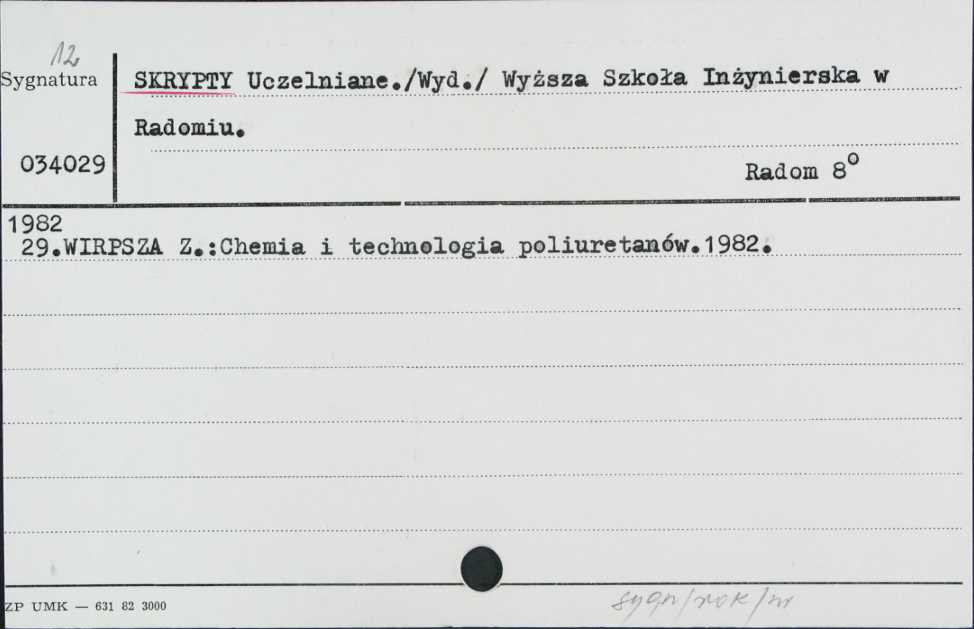 12
Sygnatura
SKRYPTY Uczelniane./Wyd./ Wyższa Szkoła Inżynierska w
Radomiu.
034029
Radom 8°
1982
29.WIRPSZA Z.:Chemia i technologia poliuretanów.1982.
ZP UMK — 631 82 3000
sygn/rok/nr